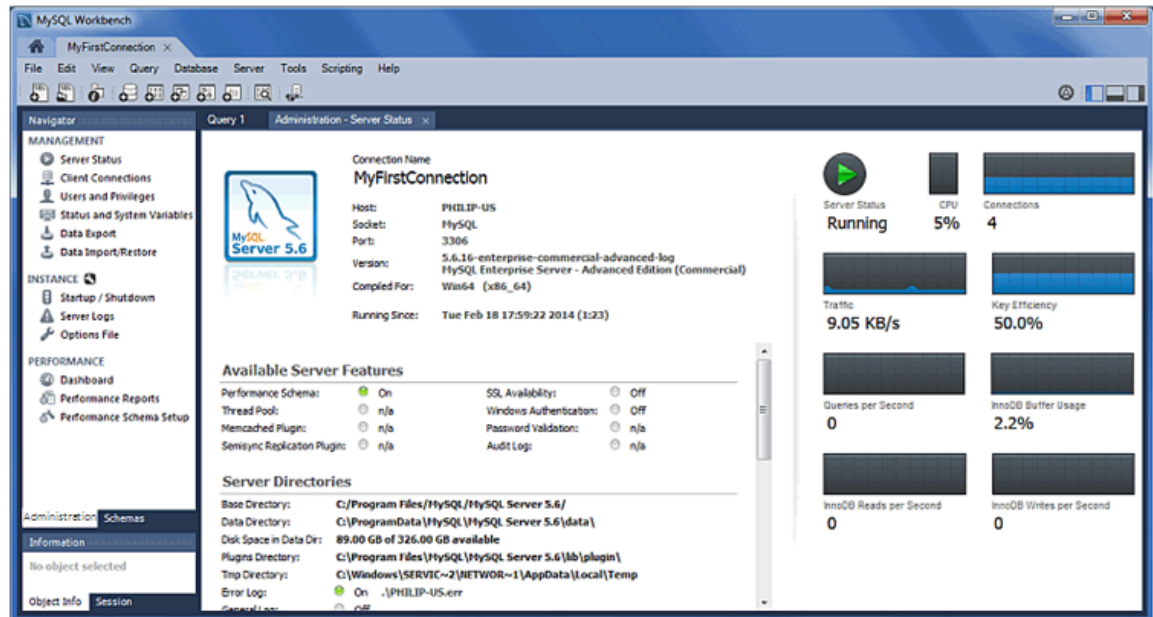 MySQL Workbench
MyFirstConnection ×
File Edit View Query Database Server Tools Scripting Help
Navigator
MANAGEMENT
Server Status
Client Connections
Users and Privileges
Status and System Variables
Data Export
Data Import/Restore
INSTANCE
Startup / Shutdown
Server Logs
Options File
PERFORMANCE
Dashboard
Performance Reports
Performance Schema Setup
Administration Schemas
Information
No object selected
Object Info Session
Query 1 Administration - Server Status ×
MySQL
Server 5.6
Connection Name
MyFirstConnection
Host: PHILIP-US
Socket: MySQL
Port: 3306
Version: 5.6.16-enterprise-commercial-advanced-log
MySQL Enterprise Server - Advanced Edition (Commercial)
Compiled For: Win64 (x86_64)
Running Since: Tue Feb 18 17:59:22 2014 (1:23)
Available Server Features
Performance Schema: On SSL Availability: Off
Thread Pool: n/a Windows Authentication: Off
Memcached Plugin: n/a Password Validation: n/a
Semisync Replication Plugin: n/a Audit Log: n/a
Server Directories
Base Directory: C:/Program Files/MySQL/MySQL Server 5.6/
Data Directory: C:\ProgramData\MySQL\MySQL Server 5.6\data\
Disk Space in Data Dir: 89.00 GB of 326.00 GB available
Plugins Directory: C:\Program Files\MySQL\MySQL Server 5.6\lib\plugin\
Tmp Directory: C:\Windows\SERVIC~2\NETWOR~1\AppData\Local\Temp
Error Log: On .\PHILIP-US.err
General Log: Off
Server Status CPU Connections
Running 5% 4
Traffic Key Efficiency
9.05 KB/s 50.0%
Queries per Second InnoDB Buffer Usage
0 2.2%
InnoDB Reads per Second InnoDB Writes per Second
0 0